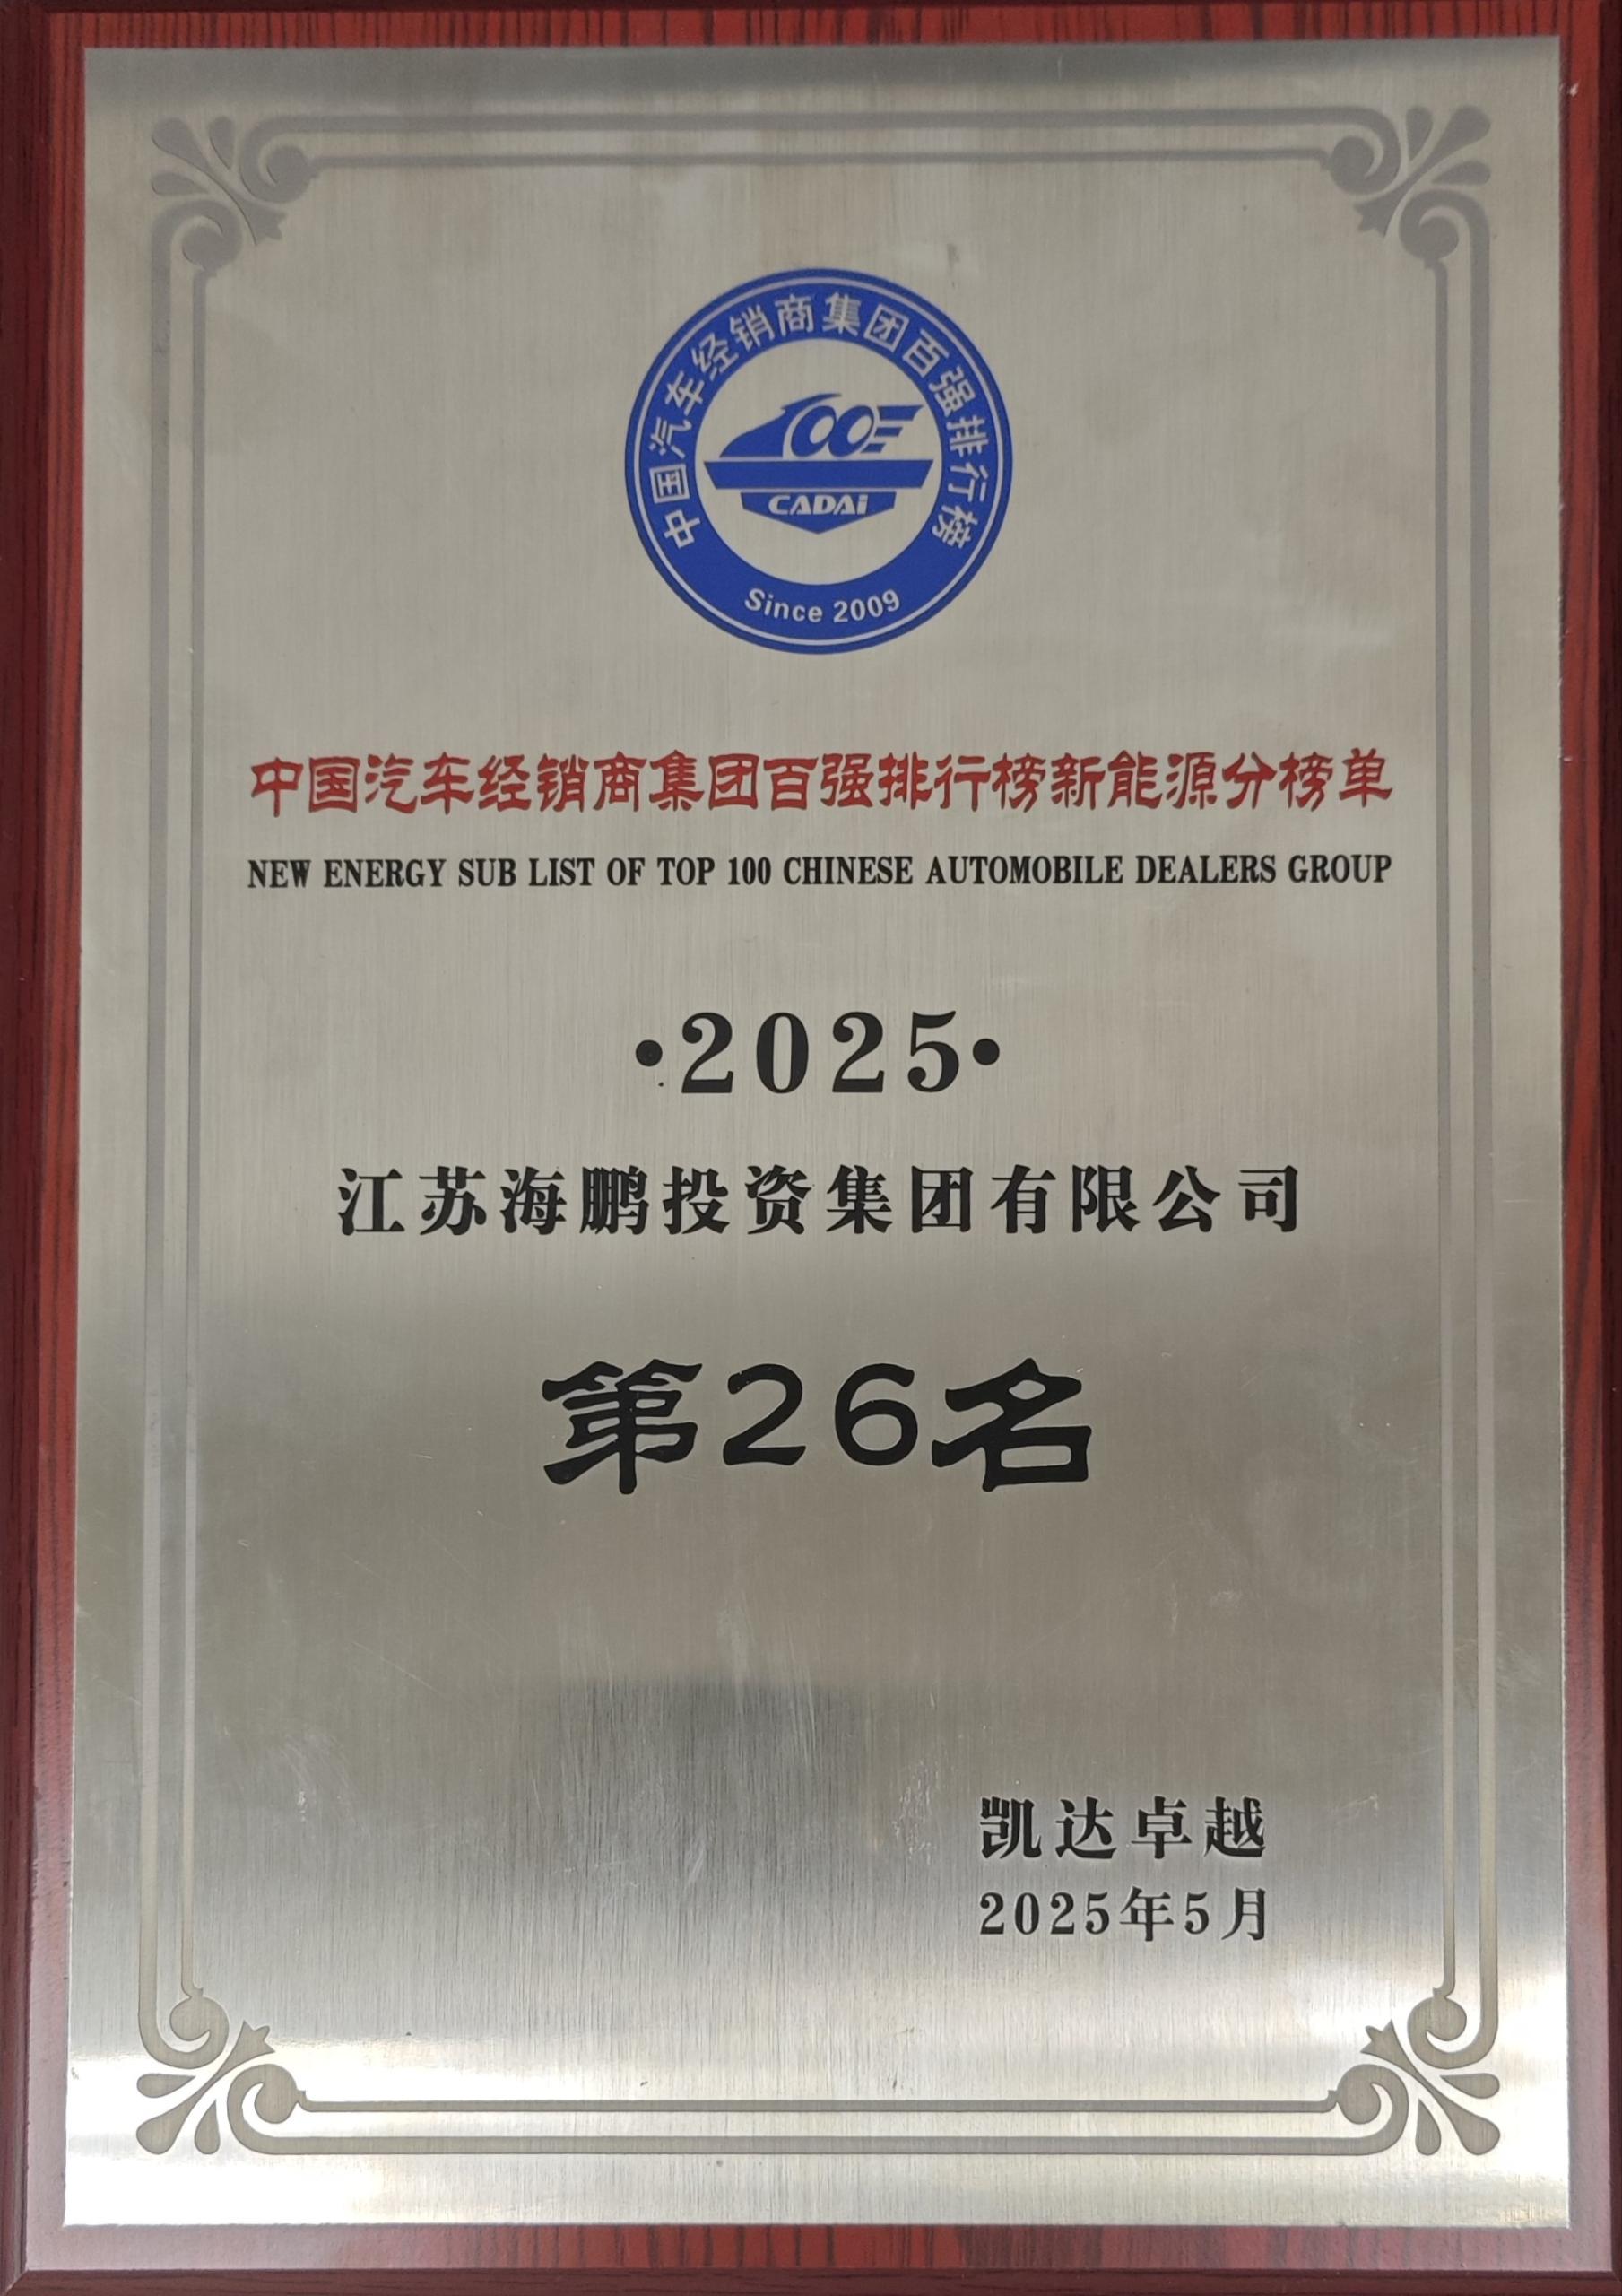 中国汽车经销商集团百强排行榜
CADAi
Since 2009
中国汽车经销商集团百强排行榜新能源分榜单
NEW ENERGY SUB LIST OF TOP 100 CHINESE AUTOMOBILE DEALERS GROUP
·2025·
江苏海鹏投资集团有限公司
第26名
凯达卓越
2025年5月